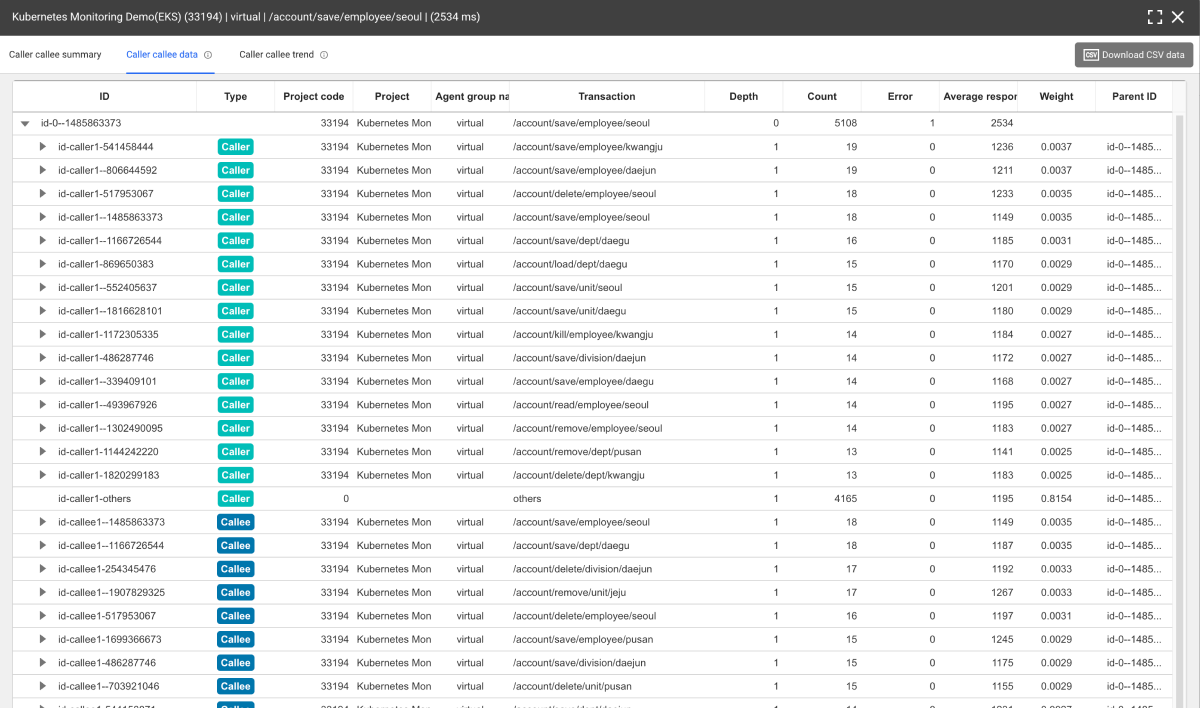 Kubernetes Monitoring Demo(EKS) (33194) | virtual | /account/save/employee/seoul | (2534 ms)
Caller callee summary Caller callee data Caller callee trend CSV Download CSV data
ID Type Project code Project Agent group na Transaction Depth Count Error Average respor Weight Parent ID
id-0--1485863373 33194 Kubernetes Mon virtual /account/save/employee/seoul 0 5108 1 2534
id-caller1-541458444 Caller 33194 Kubernetes Mon virtual /account/save/employee/kwangju 1 19 0 1236 0.0037 id-0--1485...
id-caller1--806644592 Caller 33194 Kubernetes Mon virtual /account/save/employee/daejun 1 19 0 1211 0.0037 id-0--1485...
id-caller1-517953067 Caller 33194 Kubernetes Mon virtual /account/delete/employee/seoul 1 18 0 1233 0.0035 id-0--1485...
id-caller1--1485863373 Caller 33194 Kubernetes Mon virtual /account/save/employee/seoul 1 18 0 1149 0.0035 id-0--1485...
id-caller1--1166726544 Caller 33194 Kubernetes Mon virtual /account/save/dept/daegu 1 16 0 1185 0.0031 id-0--1485...
id-caller1-869650383 Caller 33194 Kubernetes Mon virtual /account/load/dept/daegu 1 15 0 1170 0.0029 id-0--1485...
id-caller1--552405637 Caller 33194 Kubernetes Mon virtual /account/save/unit/seoul 1 15 0 1201 0.0029 id-0--1485...
id-caller1--1816628101 Caller 33194 Kubernetes Mon virtual /account/save/unit/daegu 1 15 0 1180 0.0029 id-0--1485...
id-caller1-1172305335 Caller 33194 Kubernetes Mon virtual /account/kill/employee/kwangju 1 14 0 1184 0.0027 id-0--1485...
id-caller1-486287746 Caller 33194 Kubernetes Mon virtual /account/save/division/daejun 1 14 0 1172 0.0027 id-0--1485...
id-caller1--339409101 Caller 33194 Kubernetes Mon virtual /account/save/employee/daegu 1 14 0 1168 0.0027 id-0--1485...
id-caller1--493967926 Caller 33194 Kubernetes Mon virtual /account/read/employee/seoul 1 14 0 1195 0.0027 id-0--1485...
id-caller1--1302490095 Caller 33194 Kubernetes Mon virtual /account/remove/employee/seoul 1 14 0 1183 0.0027 id-0--1485...
id-caller1-1144242220 Caller 33194 Kubernetes Mon virtual /account/remove/dept/pusan 1 13 0 1141 0.0025 id-0--1485...
id-caller1-1820299183 Caller 33194 Kubernetes Mon virtual /account/delete/dept/kwangju 1 13 0 1183 0.0025 id-0--1485...
id-caller1-others Caller 0 others 1 4165 0 1195 0.8154 id-0--1485...
id-callee1--1485863373 Callee 33194 Kubernetes Mon virtual /account/save/employee/seoul 1 18 0 1149 0.0035 id-0--1485...
id-callee1--1166726544 Callee 33194 Kubernetes Mon virtual /account/save/dept/daegu 1 18 0 1187 0.0035 id-0--1485...
id-callee1-254345476 Callee 33194 Kubernetes Mon virtual /account/delete/division/daejun 1 17 0 1192 0.0033 id-0--1485...
id-callee1--1907829325 Callee 33194 Kubernetes Mon virtual /account/remove/unit/jeju 1 17 0 1267 0.0033 id-0--1485...
id-callee1-517953067 Callee 33194 Kubernetes Mon virtual /account/delete/employee/seoul 1 16 0 1197 0.0031 id-0--1485...
id-callee1-1699366673 Callee 33194 Kubernetes Mon virtual /account/save/employee/pusan 1 15 0 1245 0.0029 id-0--1485...
id-callee1-486287746 Callee 33194 Kubernetes Mon virtual /account/save/division/daejun 1 15 0 1175 0.0029 id-0--1485...
id-callee1--703921046 Callee 33194 Kubernetes Mon virtual /account/delete/unit/pusan 1 15 0 1155 0.0029 id-0--1485...